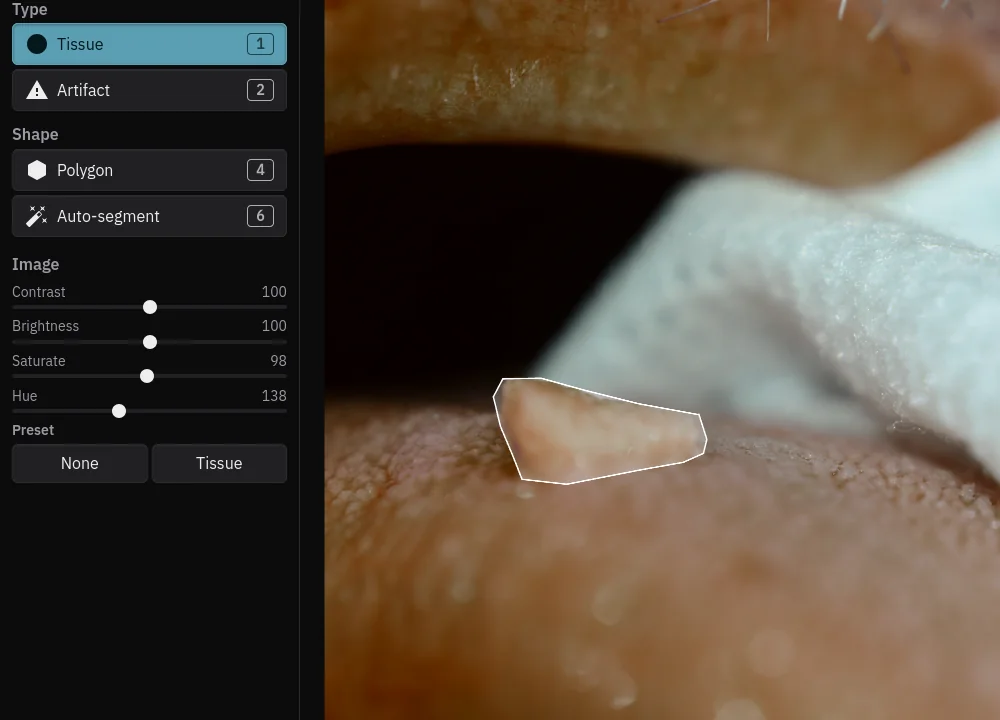 Type
Tissue 1
Artifact 2
Shape
Polygon 4
Auto-segment 6
Image
Contrast 100
Brightness 100
Saturate 98
Hue 138
Preset
None Tissue